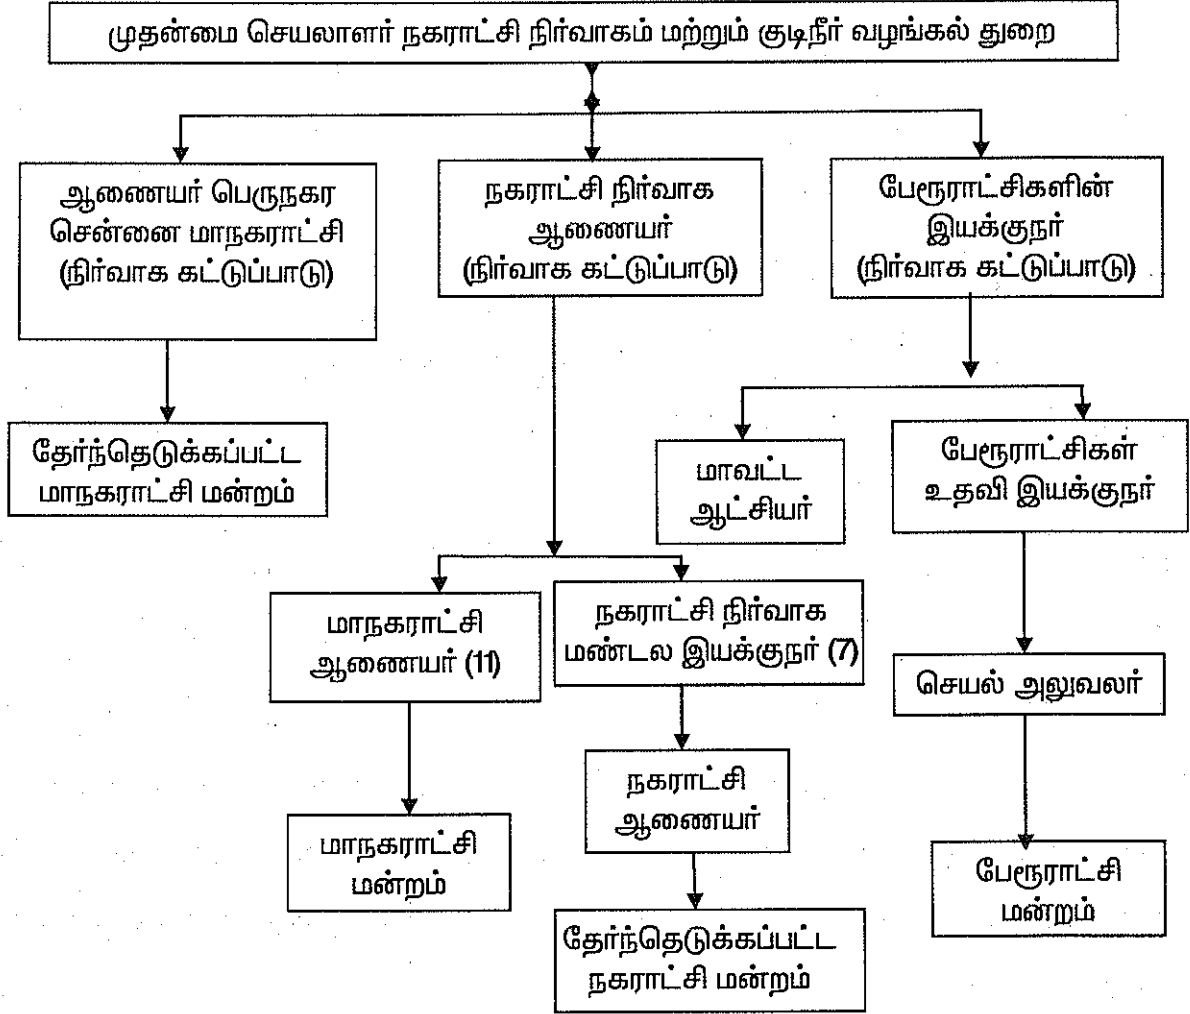 முதன்மை செயலாளர் நகராட்சி நிர்வாகம் மற்றும் குடிநீர் வழங்கல் துறை
ஆணையர் பெருநகர
சென்னை மாநகராட்சி
(நிர்வாக கட்டுப்பாடு)
நகராட்சி நிர்வாக
ஆணையர்
(நிர்வாக கட்டுப்பாடு)
பேரூராட்சிகளின்
இயக்குநர்
(நிர்வாக கட்டுப்பாடு)
தேர்ந்தெடுக்கப்பட்ட
மாநகராட்சி மன்றம்
மாவட்ட
ஆட்சியர்
பேரூராட்சிகள்
உதவி இயக்குநர்
மாநகராட்சி
ஆணையர் (11)
நகராட்சி நிர்வாக
மண்டல இயக்குநர் (7)
செயல் அலுவலர்
நகராட்சி
ஆணையர்
மாநகராட்சி
மன்றம்
பேரூராட்சி
மன்றம்
தேர்ந்தெடுக்கப்பட்ட
நகராட்சி மன்றம்